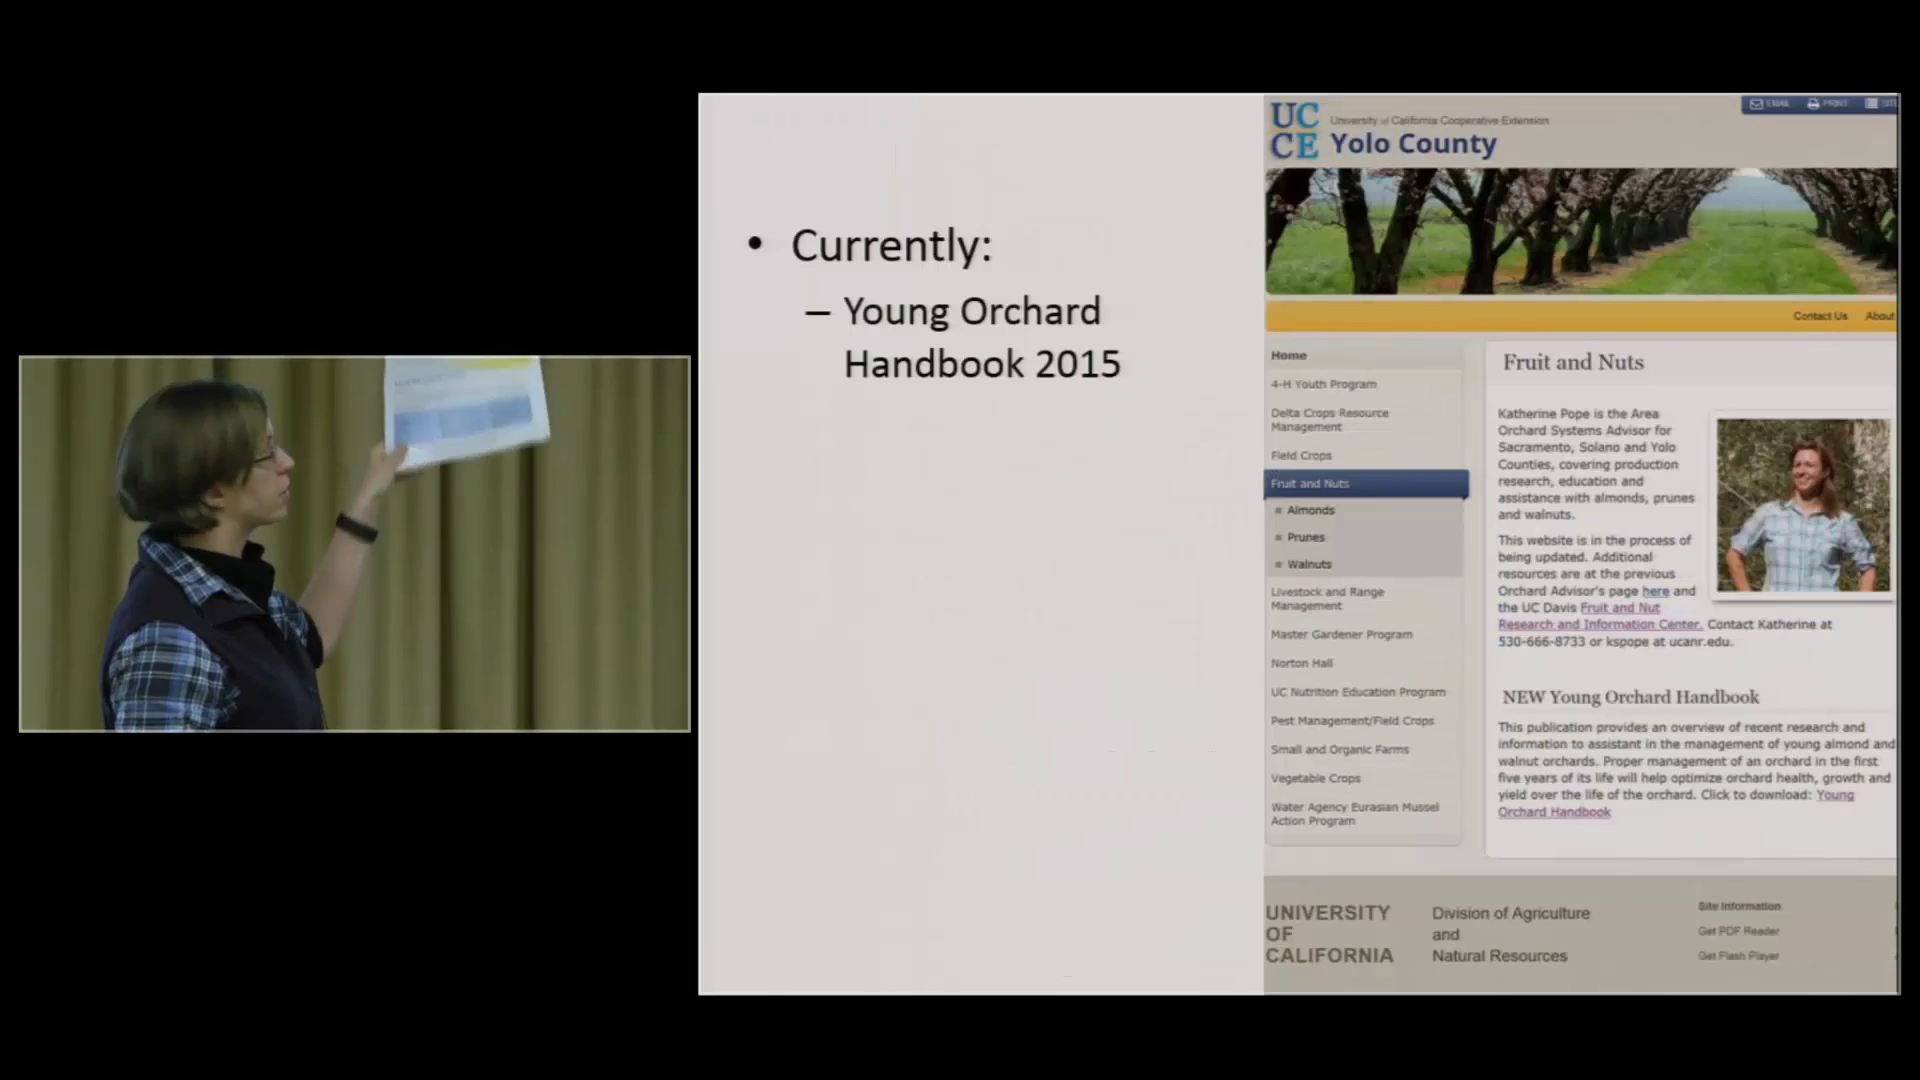 • Currently:
– Young Orchard
Handbook 2015
UC
CE
University of California Cooperative Extension
Yolo County
EMAIL
PRINT
Contact Us
About
Home
4-H Youth Program
Delta Crops Resource
Management
Field Crops
Fruit and Nuts
Almonds
Prunes
Walnuts
Livestock and Range
Management
Master Gardener Program
Norton Hall
UC Nutrition Education Program
Pest Management/Field Crops
Small and Organic Farms
Vegetable Crops
Water Agency Eurasian Mussel
Action Program
Fruit and Nuts
Katherine Pope is the Area
Orchard Systems Advisor for
Sacramento, Solano and Yolo
Counties, covering production
research, education and
assistance with almonds, prunes
and walnuts.
This website is in the process of
being updated. Additional
resources are at the previous
Orchard Advisor's page here and
the UC Davis Fruit and Nut
Research and Information Center. Contact Katherine at
530-666-8733 or kspope at ucanr.edu.
NEW Young Orchard Handbook
This publication provides an overview of recent research and
information to assistant in the management of young almond and
walnut orchards. Proper management of an orchard in the first
five years of its life will help optimize orchard health, growth and
yield over the life of the orchard. Click to download: Young
Orchard Handbook
UNIVERSITY
OF
CALIFORNIA
Division of Agriculture
and
Natural Resources
Site Information
Get PDF Reader
Get Flash Player